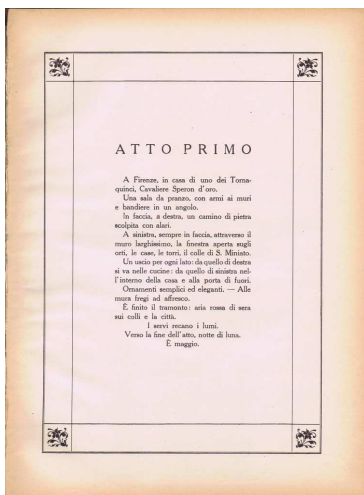 ATTO PRIMO
A Firenze, in casa di uno dei Torna-
quinci, Cavaliere Speron d'oro.
Una sala da pranzo, con armi ai muri
e bandiere in un angolo.
In faccia, a destra, un camino di pietra
scolpita con alari.
A sinistra, sempre in faccia, attraverso il
muro larghissimo, la finestra aperta sugli
orti, le case, le torri, il colle di S. Miniato.
Un uscio per ogni lato: da quello di destra
si va nelle cucine: da quello di sinistra nel-
l'interno della casa e alla porta di fuori.
Ornamenti semplici ed eleganti. — Alle
mura fregi ad affresco.
È finito il tramonto: aria rossa di sera
sui colli e la città.
I servi recano i lumi.
Verso la fine dell'atto, notte di luna.
È maggio.